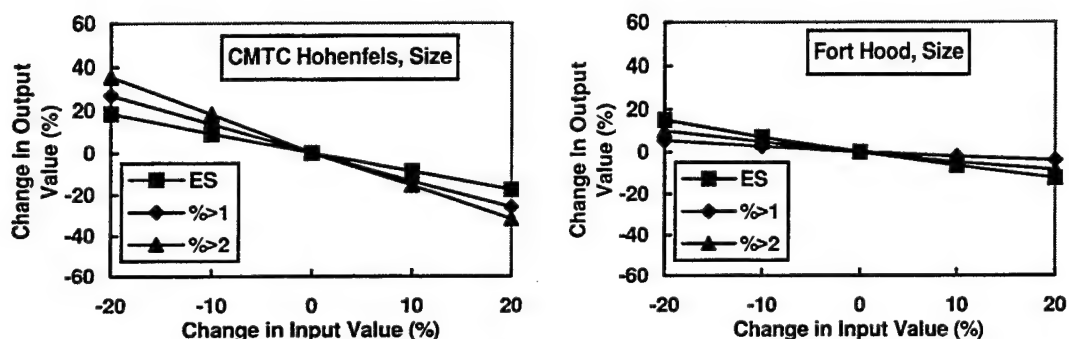 CMTC Hohenfels, Size
Change in Output
Value (%)
60
40
20
0
-20
-40
-60
ES
%>1
%>2
-20 -10 0 10 20
Change in Input Value (%)
Fort Hood, Size
Change in Output
Value (%)
60
40
20
0
-20
-40
-60
ES
%>1
%>2
-20 -10 0 10 20
Change in Input Value (%)